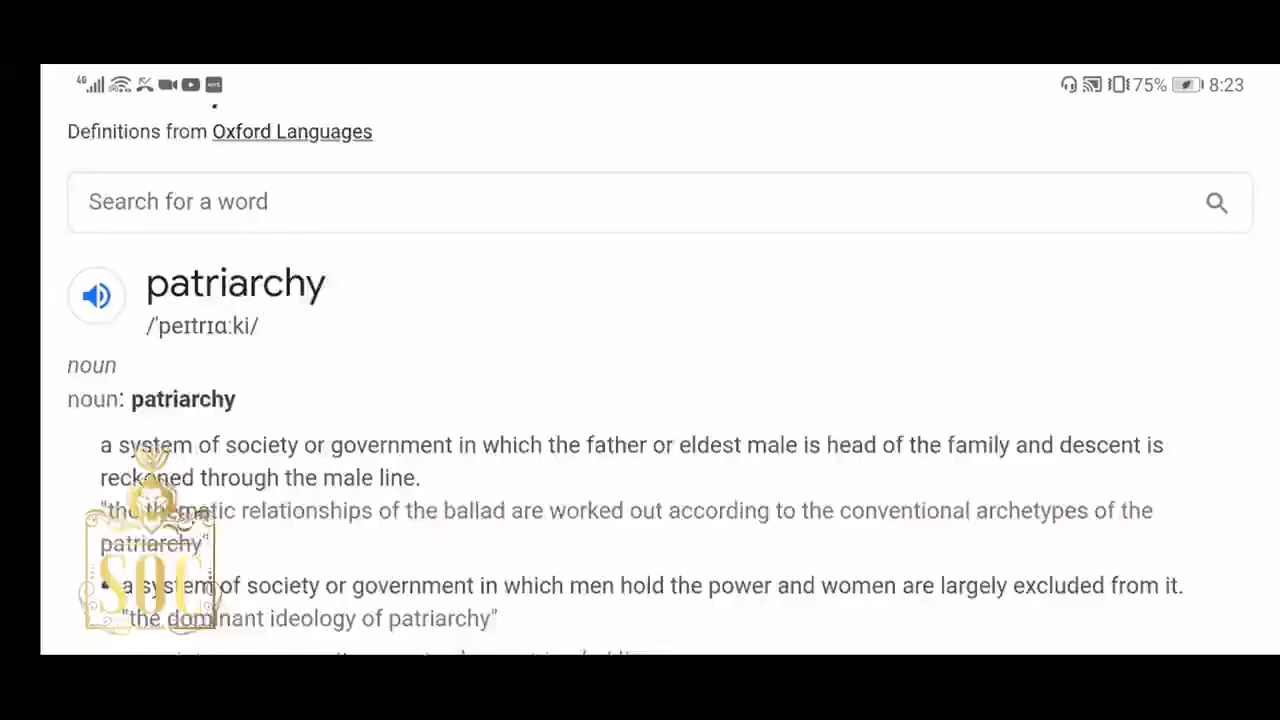 4G
75% 8:23
Definitions from Oxford Languages
Search for a word
patriarchy
/ˈpeɪtrɪɑːki/
noun
noun: patriarchy
a system of society or government in which the father or eldest male is head of the family and descent is
reckoned through the male line.
"the thematic relationships of the ballad are worked out according to the conventional archetypes of the
patriarchy"
• a system of society or government in which men hold the power and women are largely excluded from it.
"the dominant ideology of patriarchy"
SOC